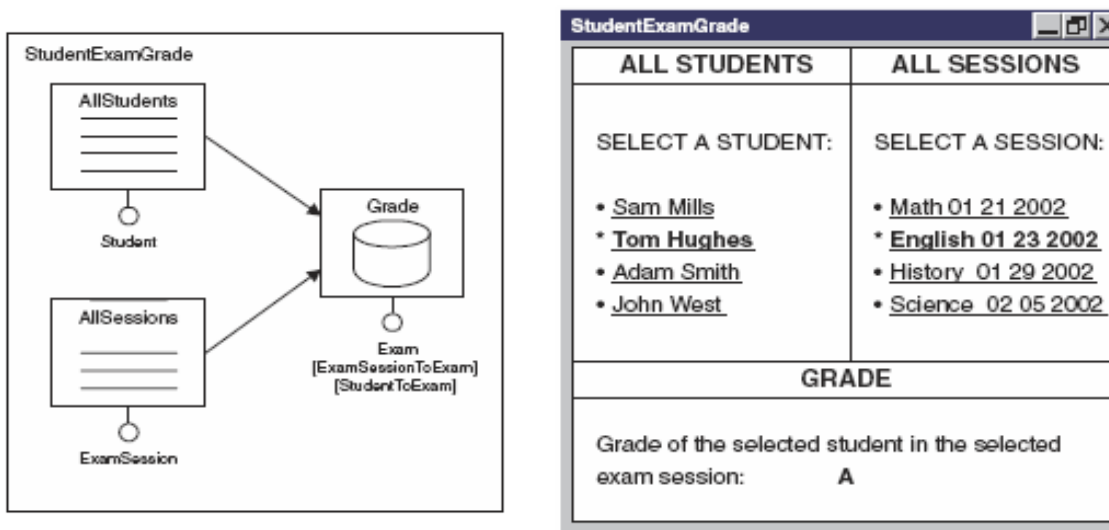 StudentExamGrade
AllStudents
Student
AllSessions
ExamSession
Grade
Exam
[ExamSessionToExam]
[StudentToExam]
StudentExamGrade
ALL STUDENTS
SELECT A STUDENT:
• Sam Mills
* Tom Hughes
• Adam Smith
• John West
ALL SESSIONS
SELECT A SESSION:
• Math 01 21 2002
* English 01 23 2002
• History 01 29 2002
• Science 02 05 2002
GRADE
Grade of the selected student in the selected
exam session: A